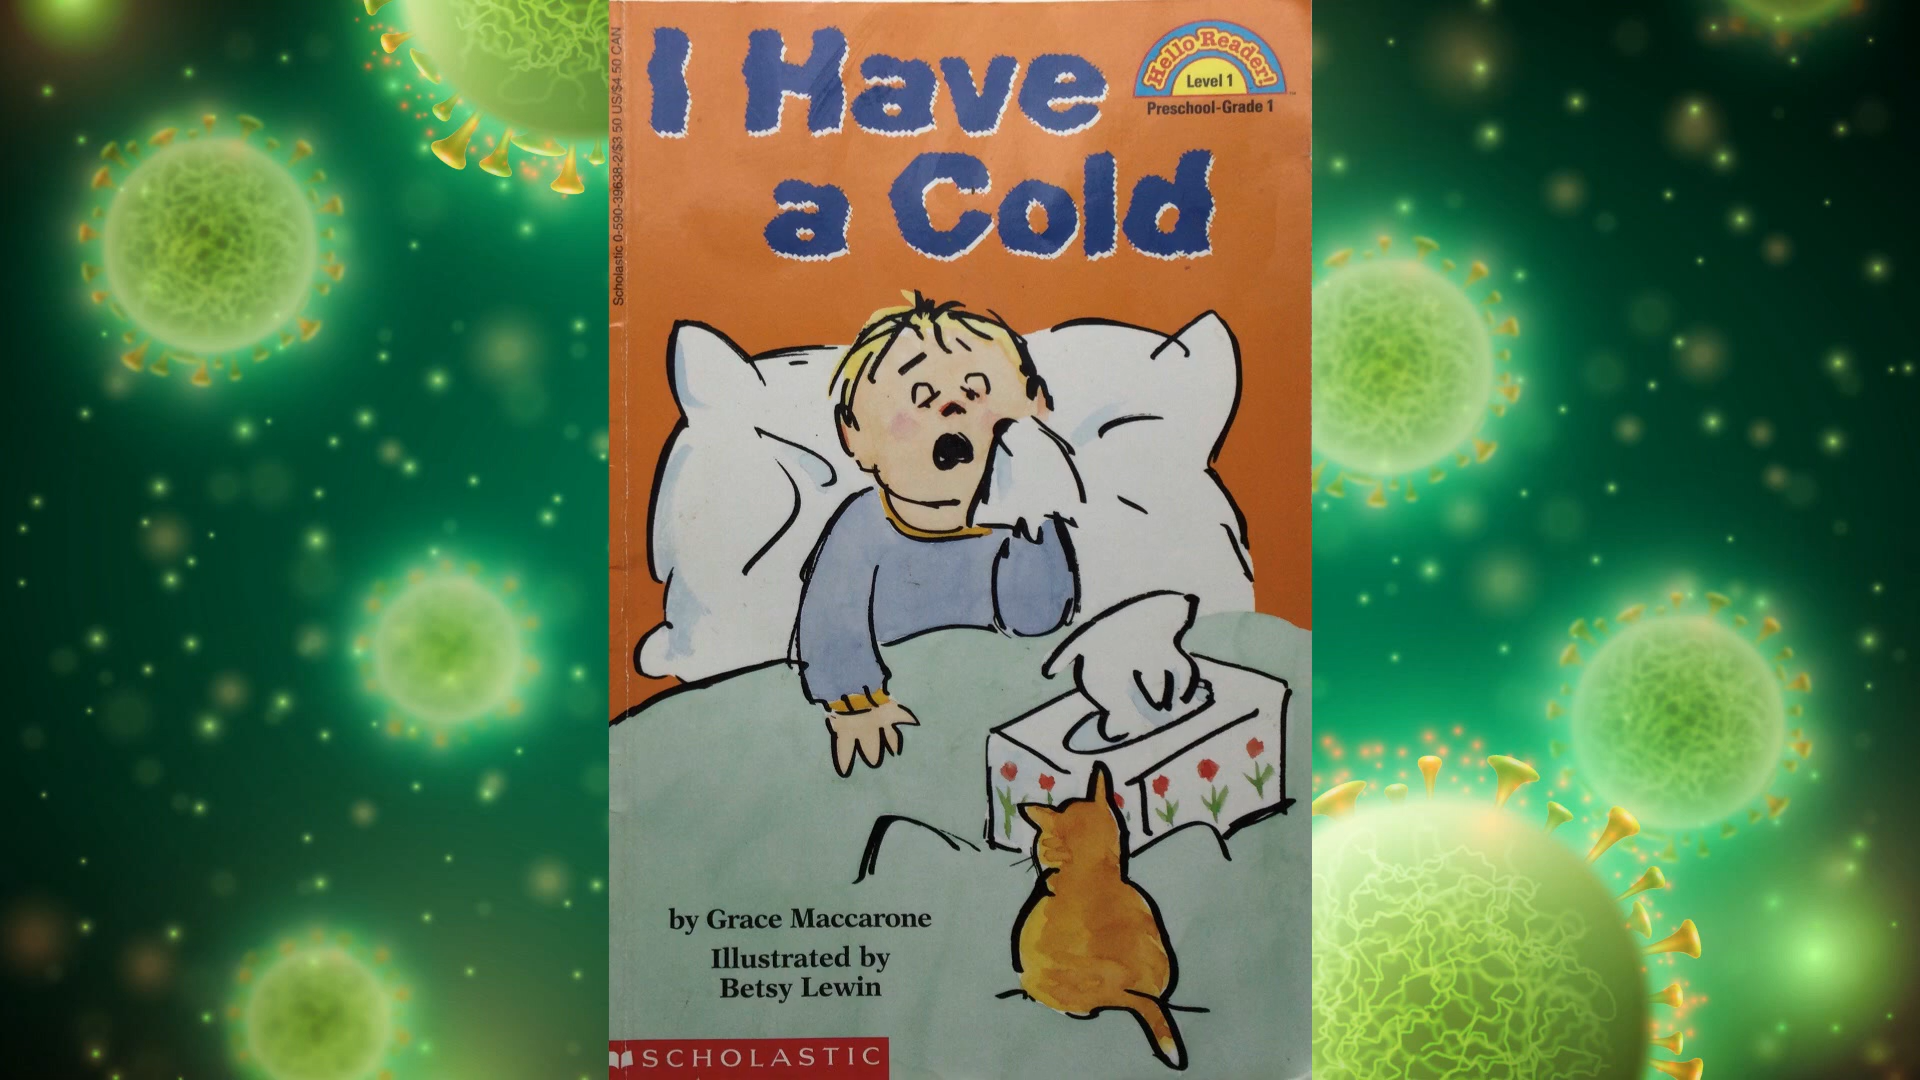 I Have
a Cold
Hello Reader!
Level 1
Preschool-Grade 1
Scholastic 0-590-39638-2/$3.50 US/$4.50 CAN
by Grace Maccarone
Illustrated by
Betsy Lewin
SCHOLASTIC